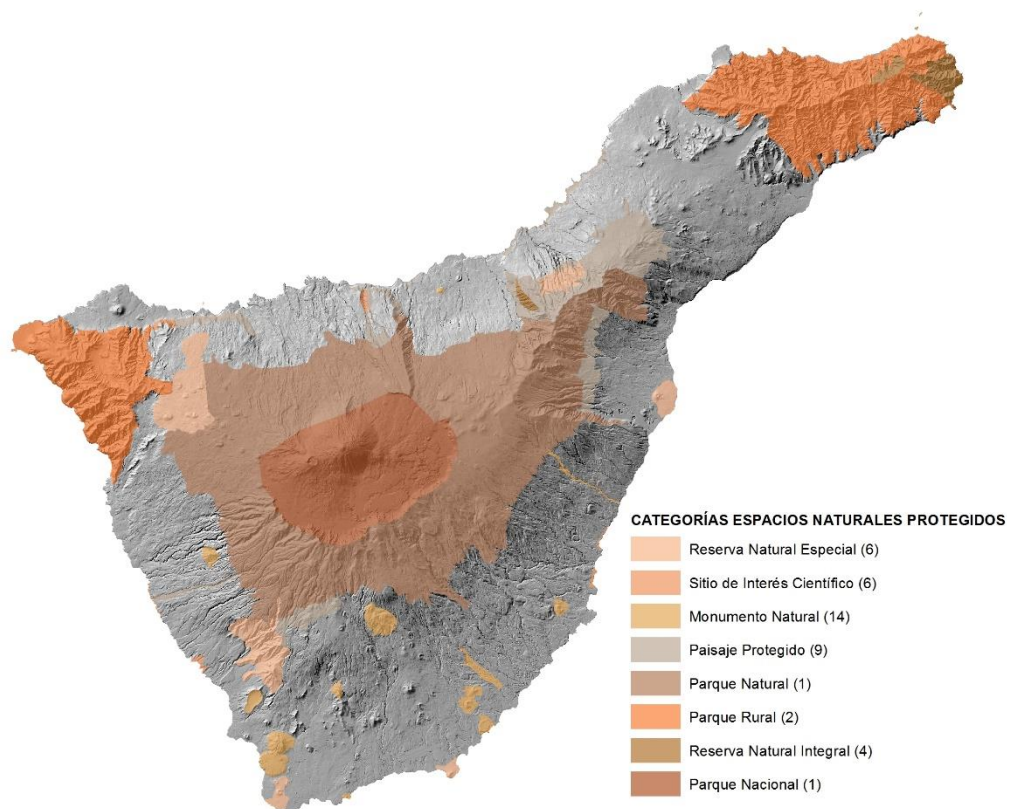 CATEGORÍAS ESPACIOS NATURALES PROTEGIDOS
Reserva Natural Especial (6)
Sitio de Interés Científico (6)
Monumento Natural (14)
Paisaje Protegido (9)
Parque Natural (1)
Parque Rural (2)
Reserva Natural Integral (4)
Parque Nacional (1)